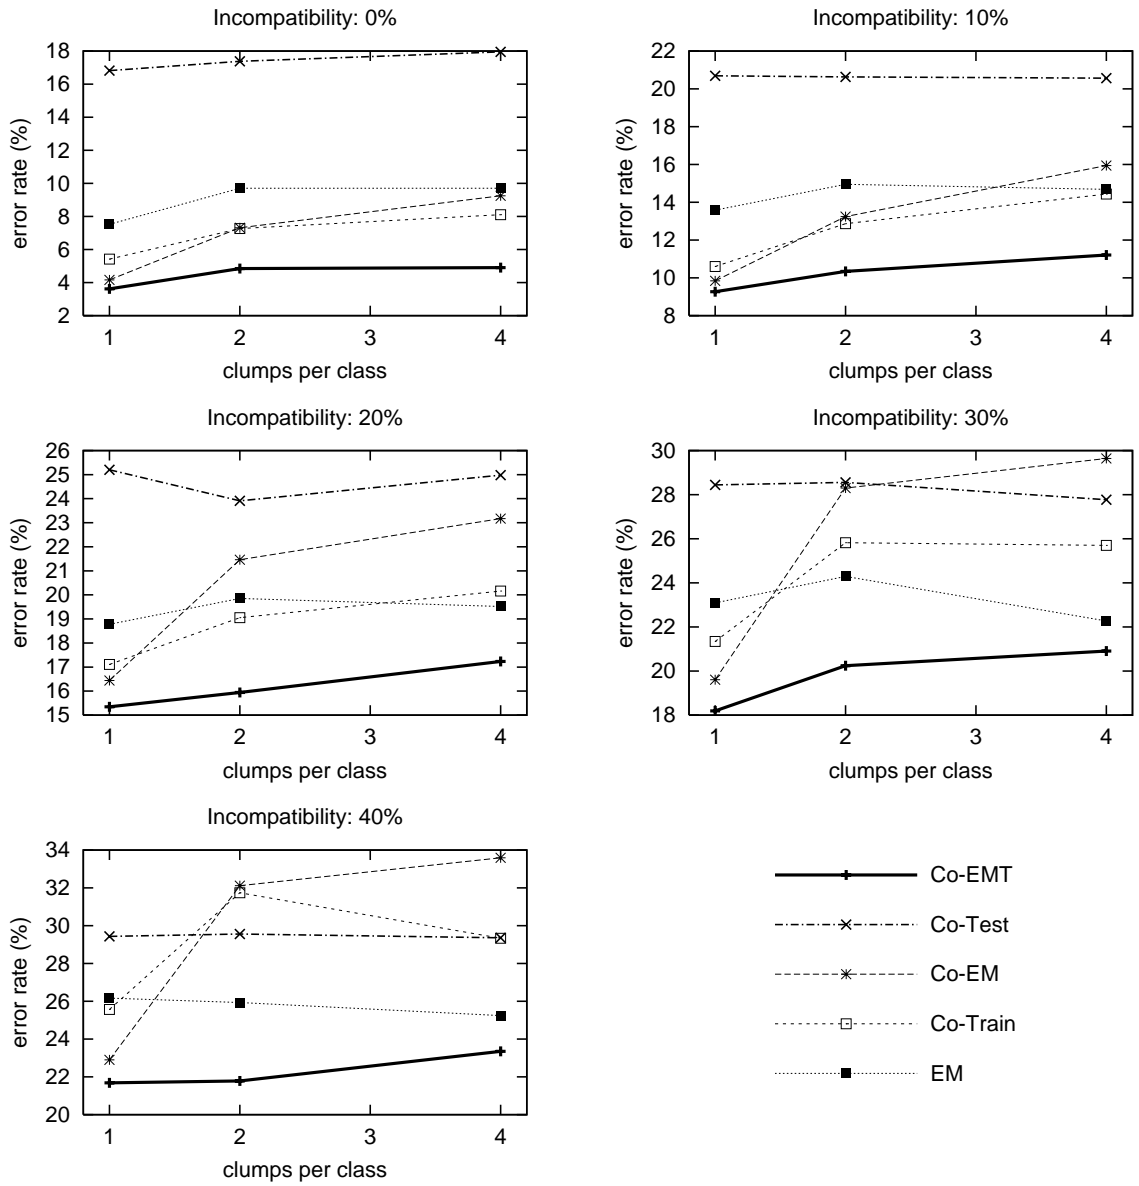 Incompatibility: 0%
18
16
14
12
10
8
6
4
2
error rate (%)
1 2 3 4
clumps per class
Incompatibility: 10%
22
20
18
16
14
12
10
8
error rate (%)
1 2 3 4
clumps per class
Incompatibility: 20%
26
25
24
23
22
21
20
19
18
17
16
15
error rate (%)
1 2 3 4
clumps per class
Incompatibility: 30%
30
28
26
24
22
20
18
error rate (%)
1 2 3 4
clumps per class
Incompatibility: 40%
34
32
30
28
26
24
22
20
error rate (%)
1 2 3 4
clumps per class
Co-EMT
Co-Test
Co-EM
Co-Train
EM